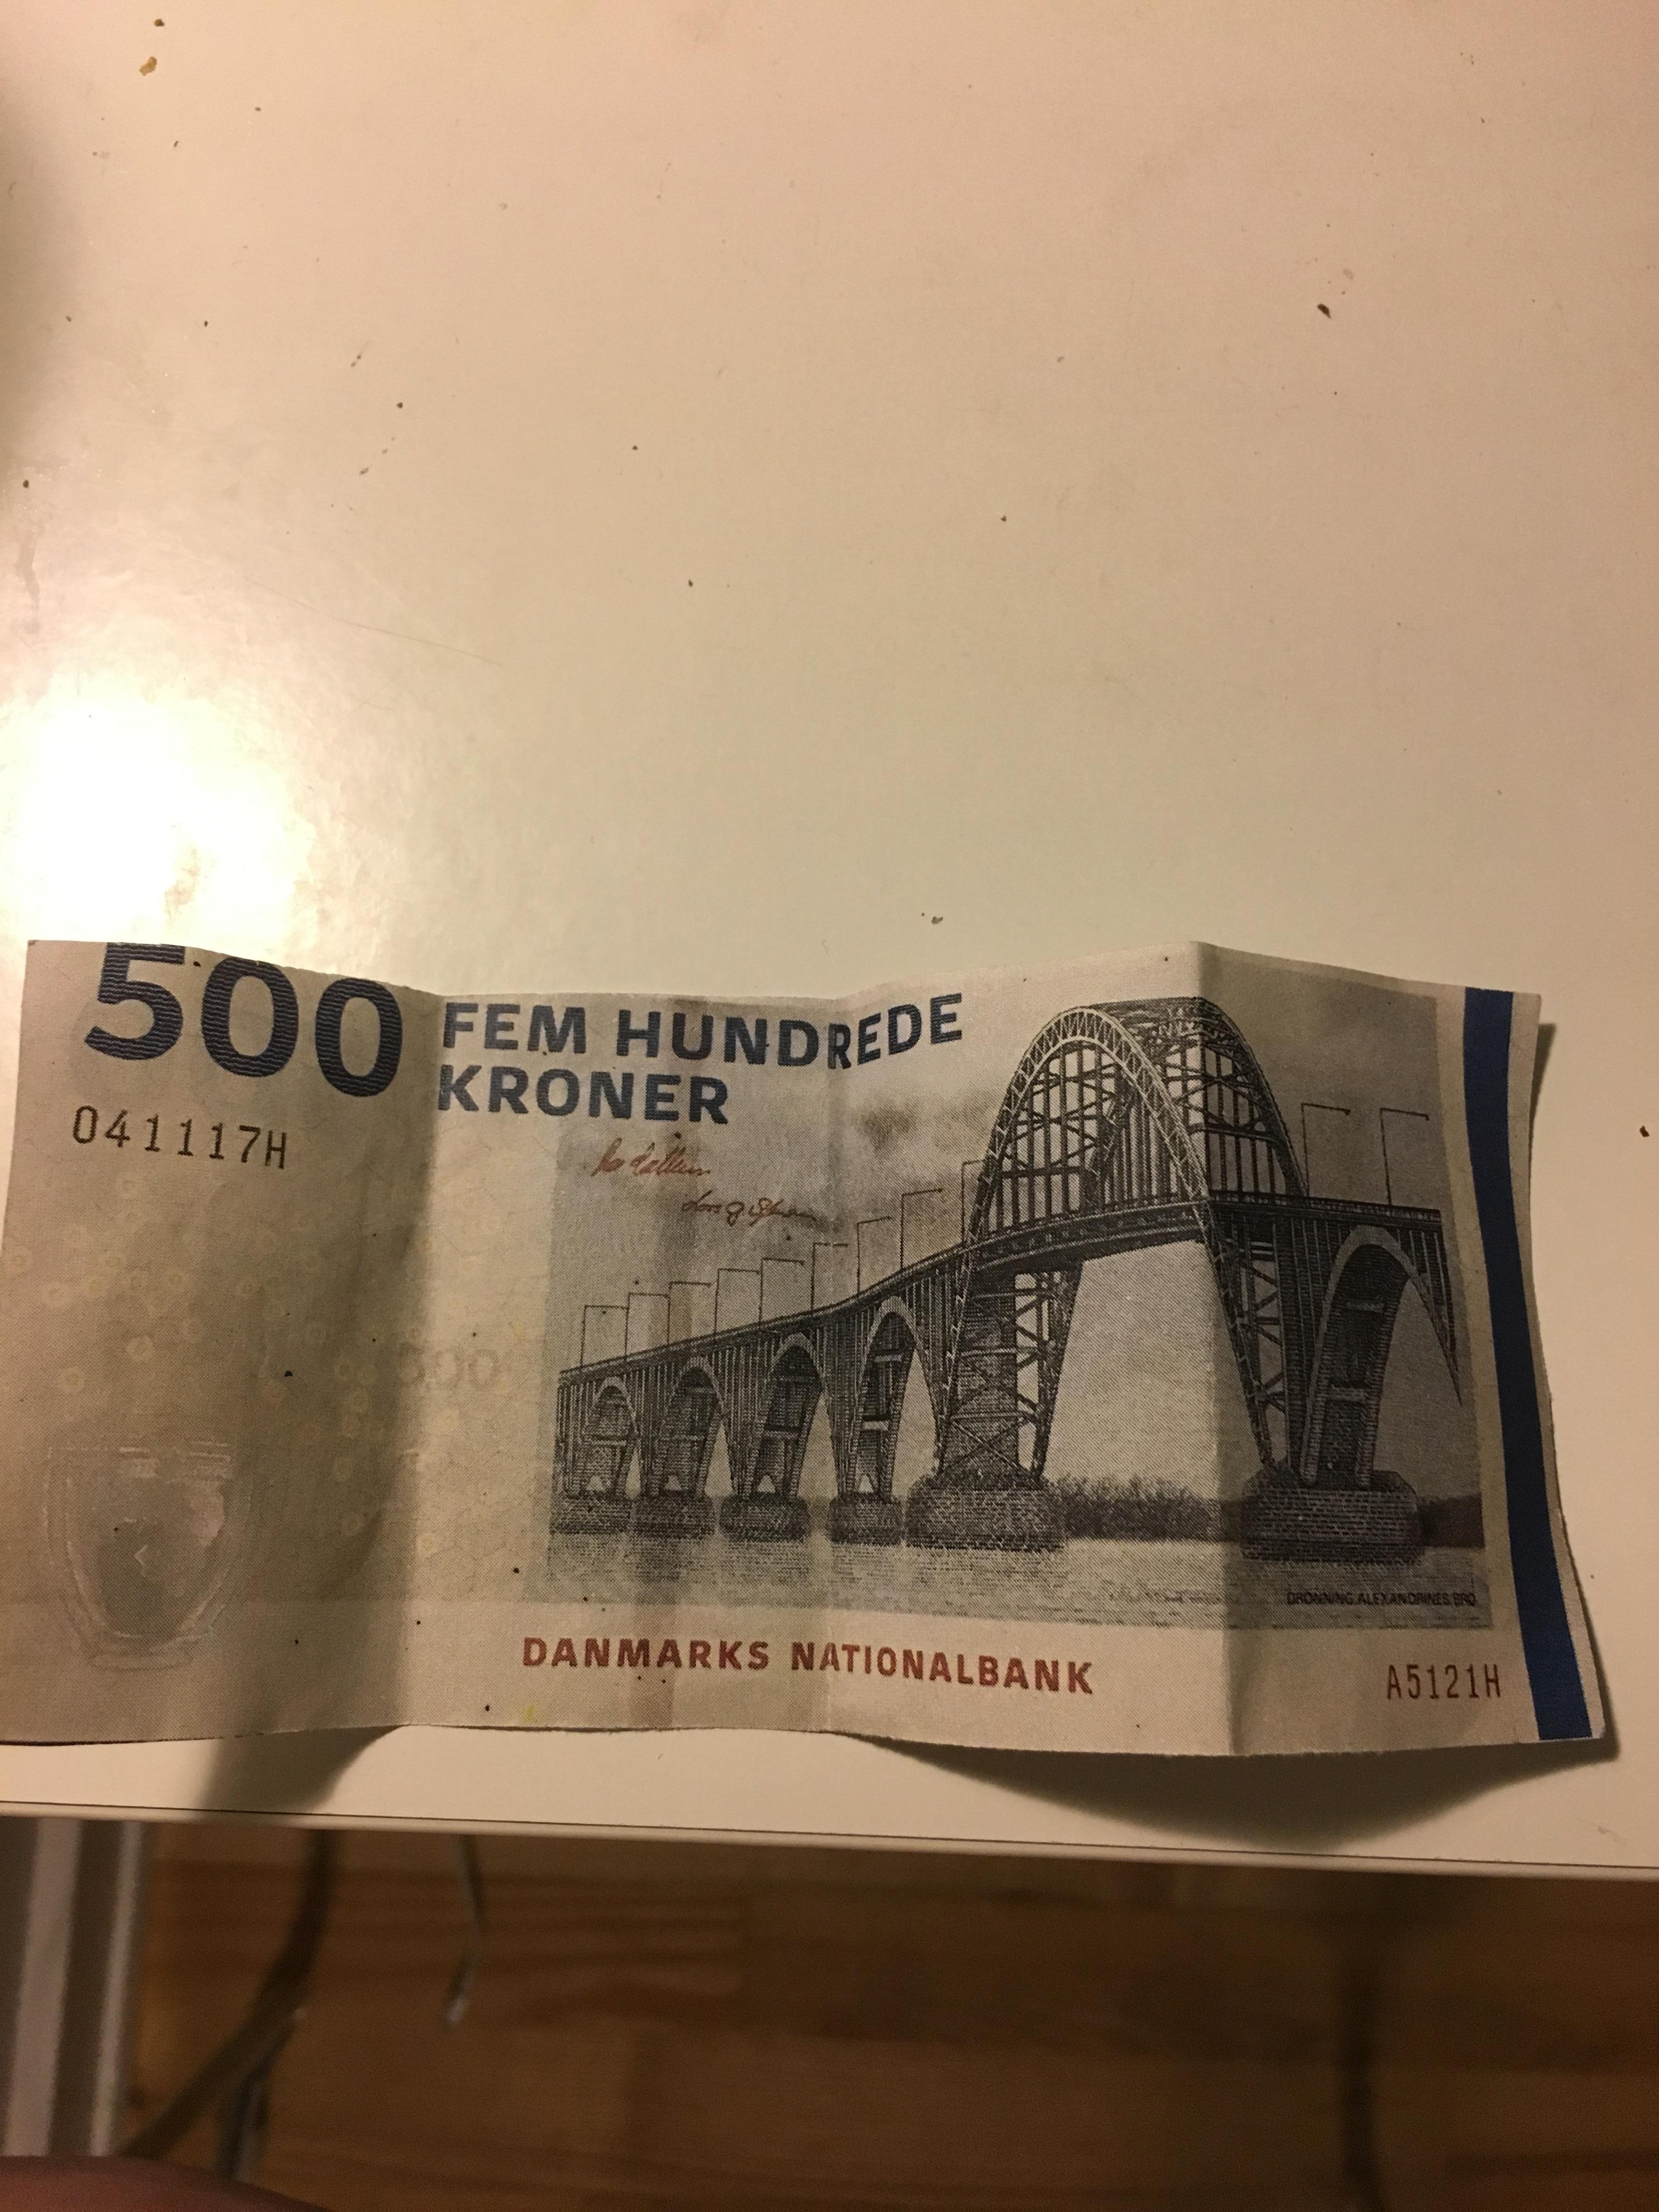 500
FEM HUNDREDE
KRONER
041117H
DRONNING ALEXANDRINES BRO
DANMARKS NATIONALBANK
A5121H